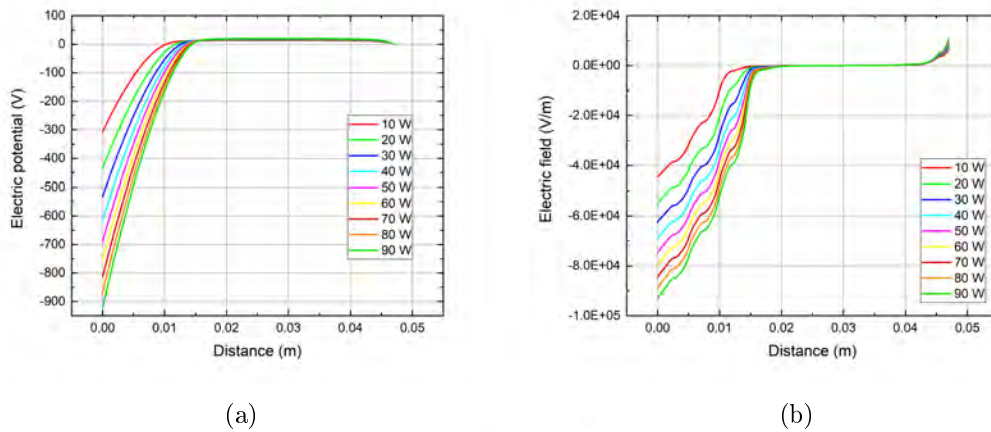 100
0
-100
-200
-300
-400
-500
-600
-700
-800
-900
Electric potential (V)
0.00 0.01 0.02 0.03 0.04 0.05
Distance (m)
10 W
20 W
30 W
40 W
50 W
60 W
70 W
80 W
90 W
(a)
2.0E+04
0.0E+00
-2.0E+04
-4.0E+04
-6.0E+04
-8.0E+04
-1.0E+05
Electric field (V/m)
0.00 0.01 0.02 0.03 0.04 0.05
Distance (m)
10 W
20 W
30 W
40 W
50 W
60 W
70 W
80 W
90 W
(b)